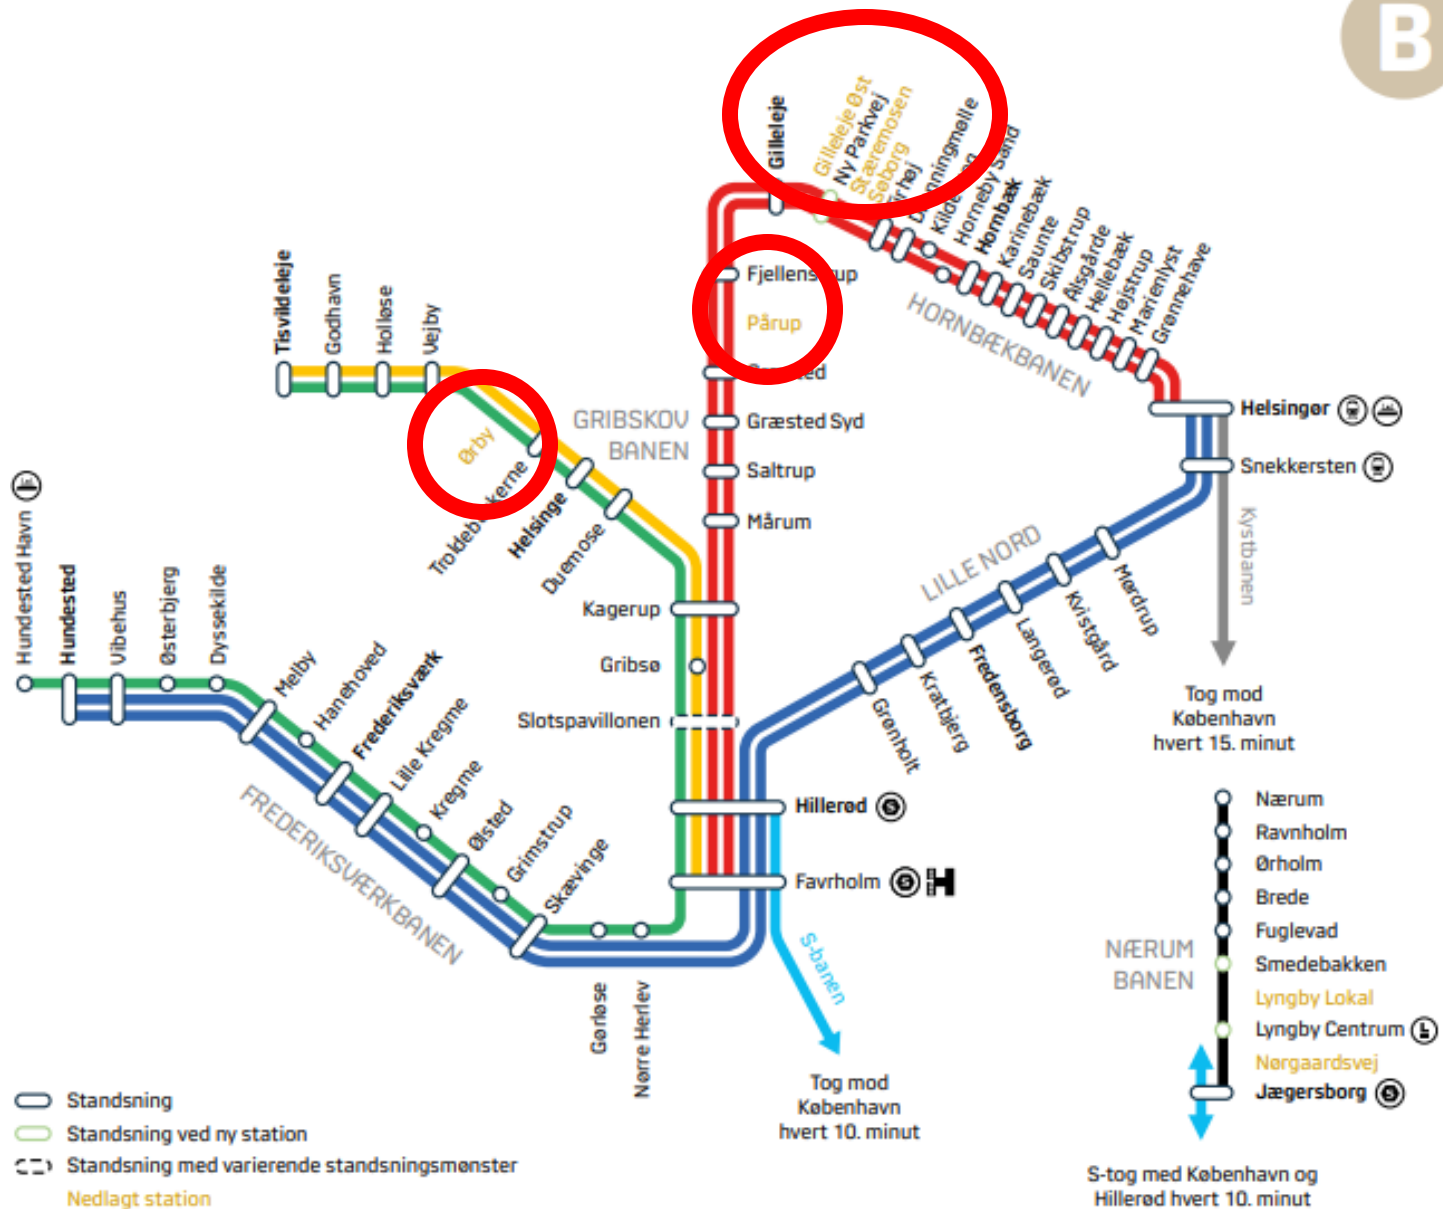 B
Gilleleje
Gilleleje Øst
Ny Parkvej
Stæremosen
Søborg
Kildekrog
Horneby Sand
Hornbæk
Karinebæk
Saunte
Skibstrup
Ålsgårde
Hellebæk
Højstrup
Marienlyst
Grønnehave
HORNBÆKBANEN
Fjellenstrup
Pårup
Græsted Syd
Saltrup
Mårum
GRIBSKOV
BANEN
Tisvildeleje
Godhavn
Holløse
Vejby
Ørby
Helsinge
Duemose
Kagerup
Gribsø
Slotspavillonen
Hillerød
Favrholm
Helsingør
Snekkersten
Kystbanen
LILLE NORD
Mørdrup
Kvistgård
Langerød
Fredensborg
Kratbjerg
Grønholt
Tog mod
København
hvert 15. minut
Hundested Havn
Hundested
Vibehus
Østerbjerg
Dyssekilde
Melby
Hanehoved
Frederiksværk
Lille Kregme
Kregme
Ølsted
Grimstrup
Skævinge
Gørløse
Nørre Herlev
FREDERIKSVÆRKBANEN
S-banen
Tog mod
København
hvert 10. minut
NÆRUM
BANEN
Nærum
Ravnholm
Ørholm
Brede
Fuglevad
Smedebakken
Lyngby Lokal
Lyngby Centrum
Nørgaardsvej
Jægersborg
S-tog med København og
Hillerød hvert 10. minut
Standsning
Standsning ved ny station
Standsning med varierende standsningsmønster
Nedlagt station